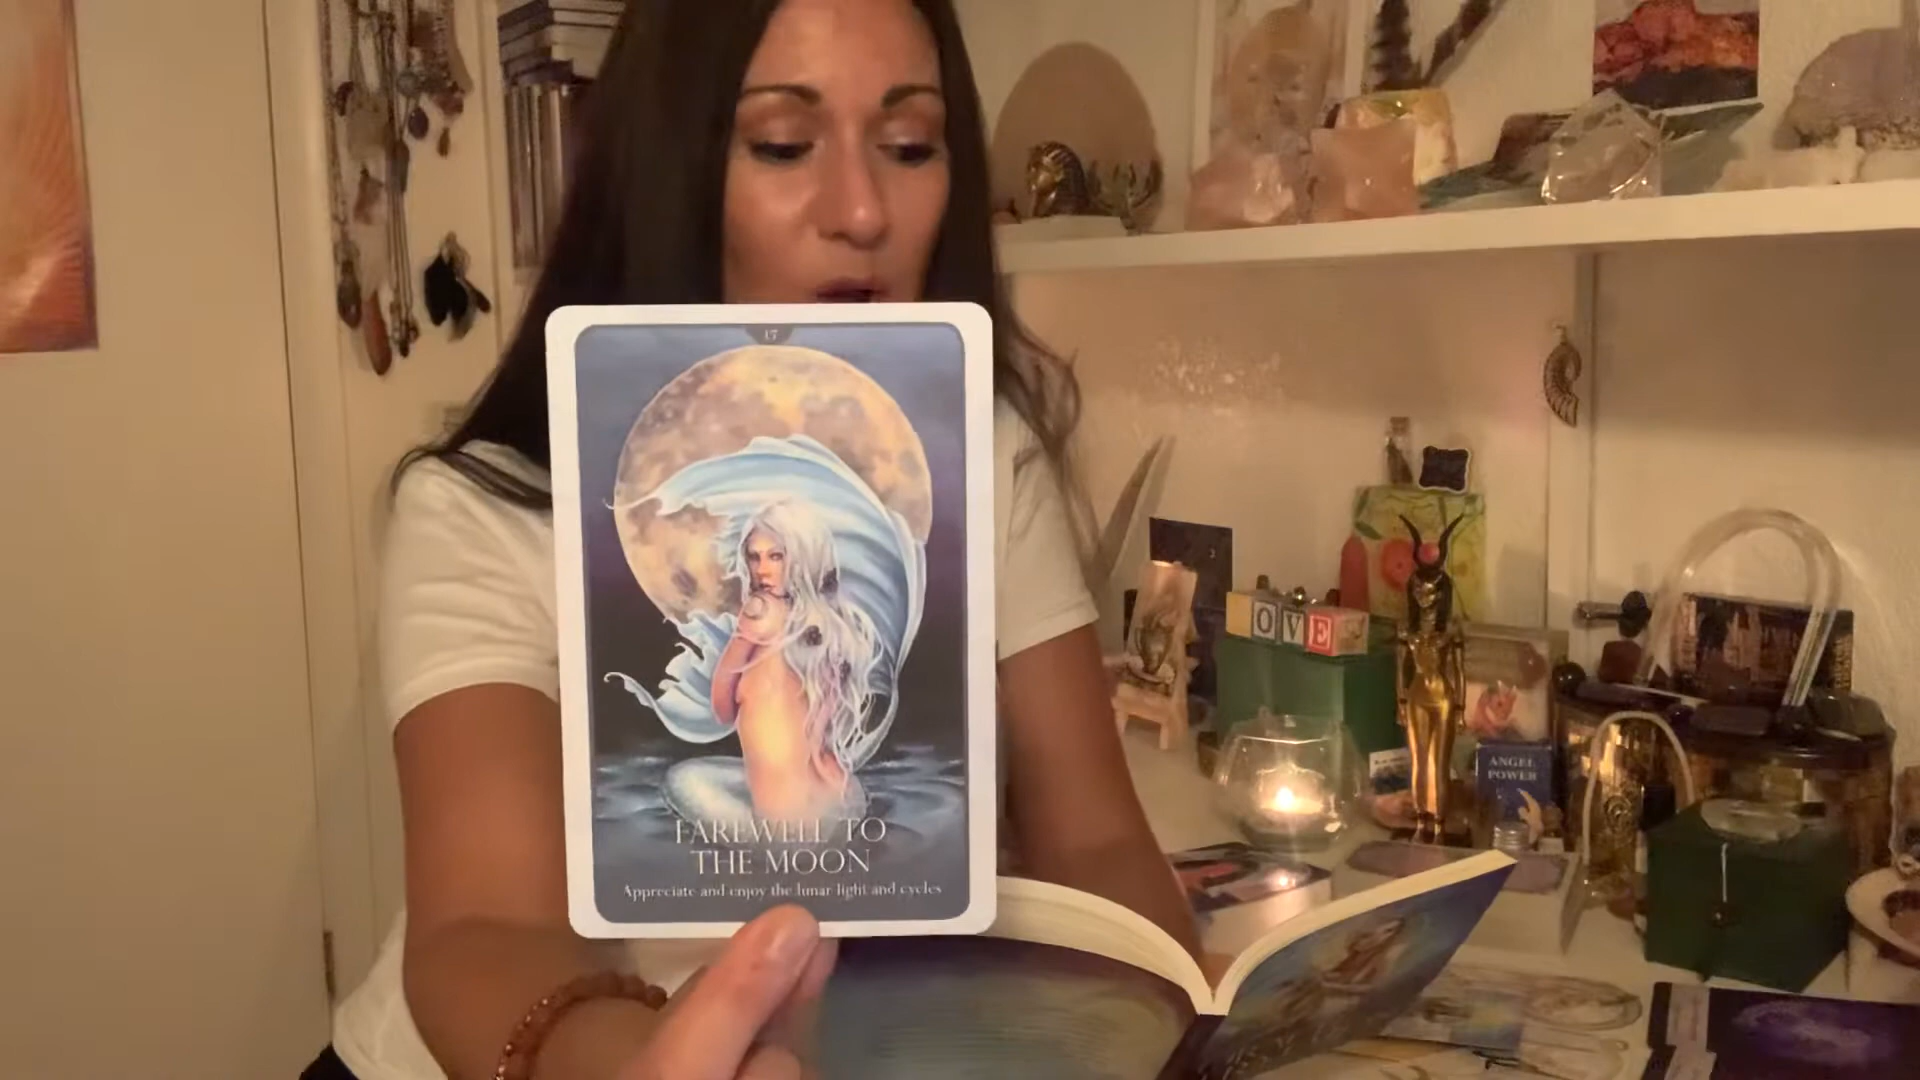 17
FAREWELL TO
THE MOON
Appreciate and enjoy the lunar light and cycles
OVE
ANGEL
POWER